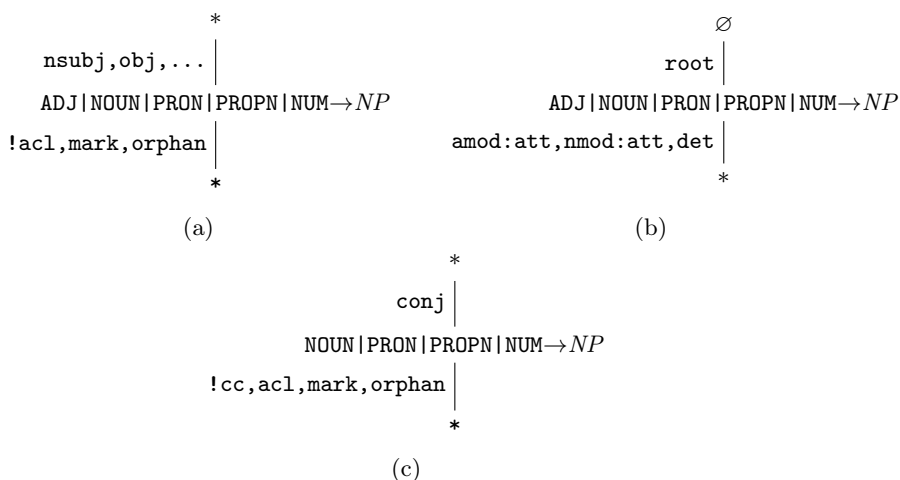 *
nsubj,obj,...
ADJ|NOUN|PRON|PROPN|NUM→NP
!acl,mark,orphan
*
(a)
∅
root
ADJ|NOUN|PRON|PROPN|NUM→NP
amod:att,nmod:att,det
*
(b)
*
conj
NOUN|PRON|PROPN|NUM→NP
!cc,acl,mark,orphan
*
(c)